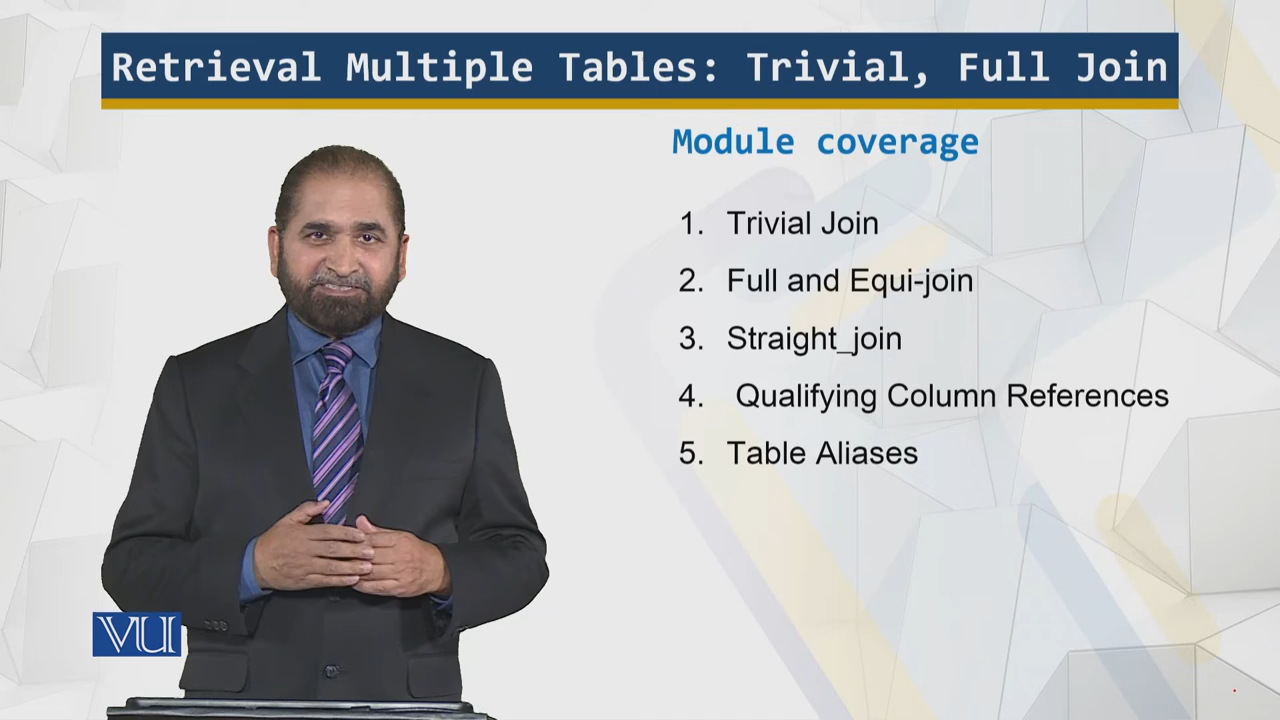 Retrieval Multiple Tables: Trivial, Full Join
Module coverage
1. Trivial Join
2. Full and Equi-join
3. Straight_join
4. Qualifying Column References
5. Table Aliases
VU